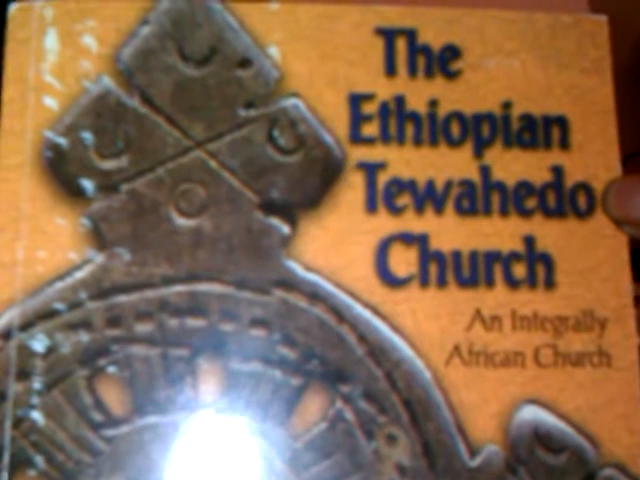 The
Ethiopian
Tewahedo
Church
An Integrally
African Church